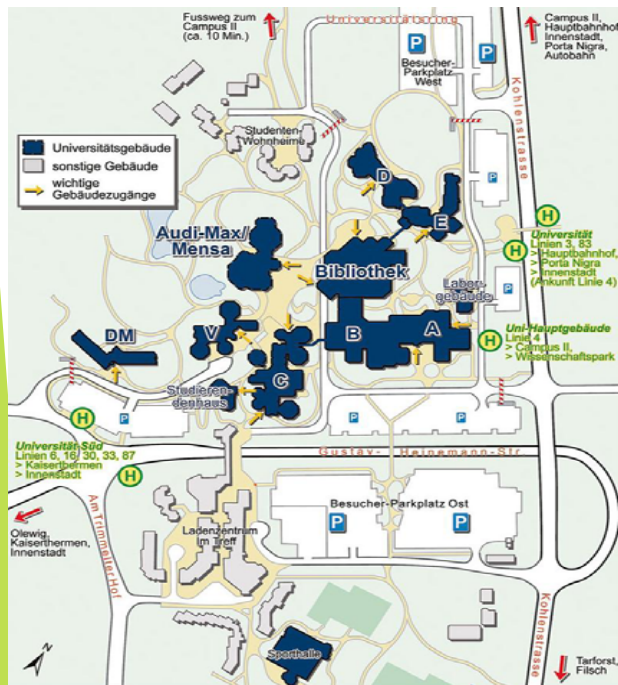 Fussweg zum
Campus II
(ca. 10 Min.)
Universitätsring
Campus II,
Hauptbahnhof
Innenstadt,
Porta Nigra,
Autobahn
P
P
Besucher-
Parkplatz
West
Kohlenstrasse
Universitätsgebäude
sonstige Gebäude
wichtige
Gebäudezugänge
Studenten-
Wohnheime
P
D
E
H
H
Universität
Linien 3, 83
> Hauptbahnhof,
> Porta Nigra
> Innenstadt
(Ankunft Linie 4)
Audi-Max/
Mensa
Bibliothek
Labor-
gebäude
P
DM
V
B
A
H
Uni-Hauptgebäude
Linie 4
> Campus II,
> Wissenschaftspark
C
Studieren-
denhaus
H
P
P
P
Universität-Süd
Linien 6, 16, 30, 33, 87
> Kaiserthermen
> Innenstadt
H
Gustav- Heinemann-Str.
Besucher-Parkplatz Ost
P
P
Olewig,
Kaiserthermen,
Innenstadt
Am Trimmelter Hof
Ladenzentrum
Im Treff
Kohlenstrasse
N
Sporthalle
Tarforst,
Filsch